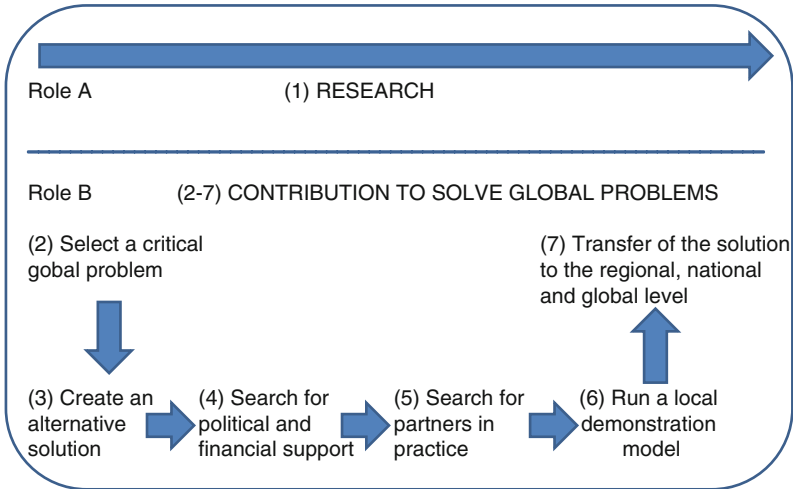 Role A (1) RESEARCH
Role B (2-7) CONTRIBUTION TO SOLVE GLOBAL PROBLEMS
(2) Select a critical
gobal problem
(3) Create an
alternative
solution
(4) Search for
political and
financial support
(5) Search for
partners in
practice
(6) Run a local
demonstration
model
(7) Transfer of the solution
to the regional, national
and global level